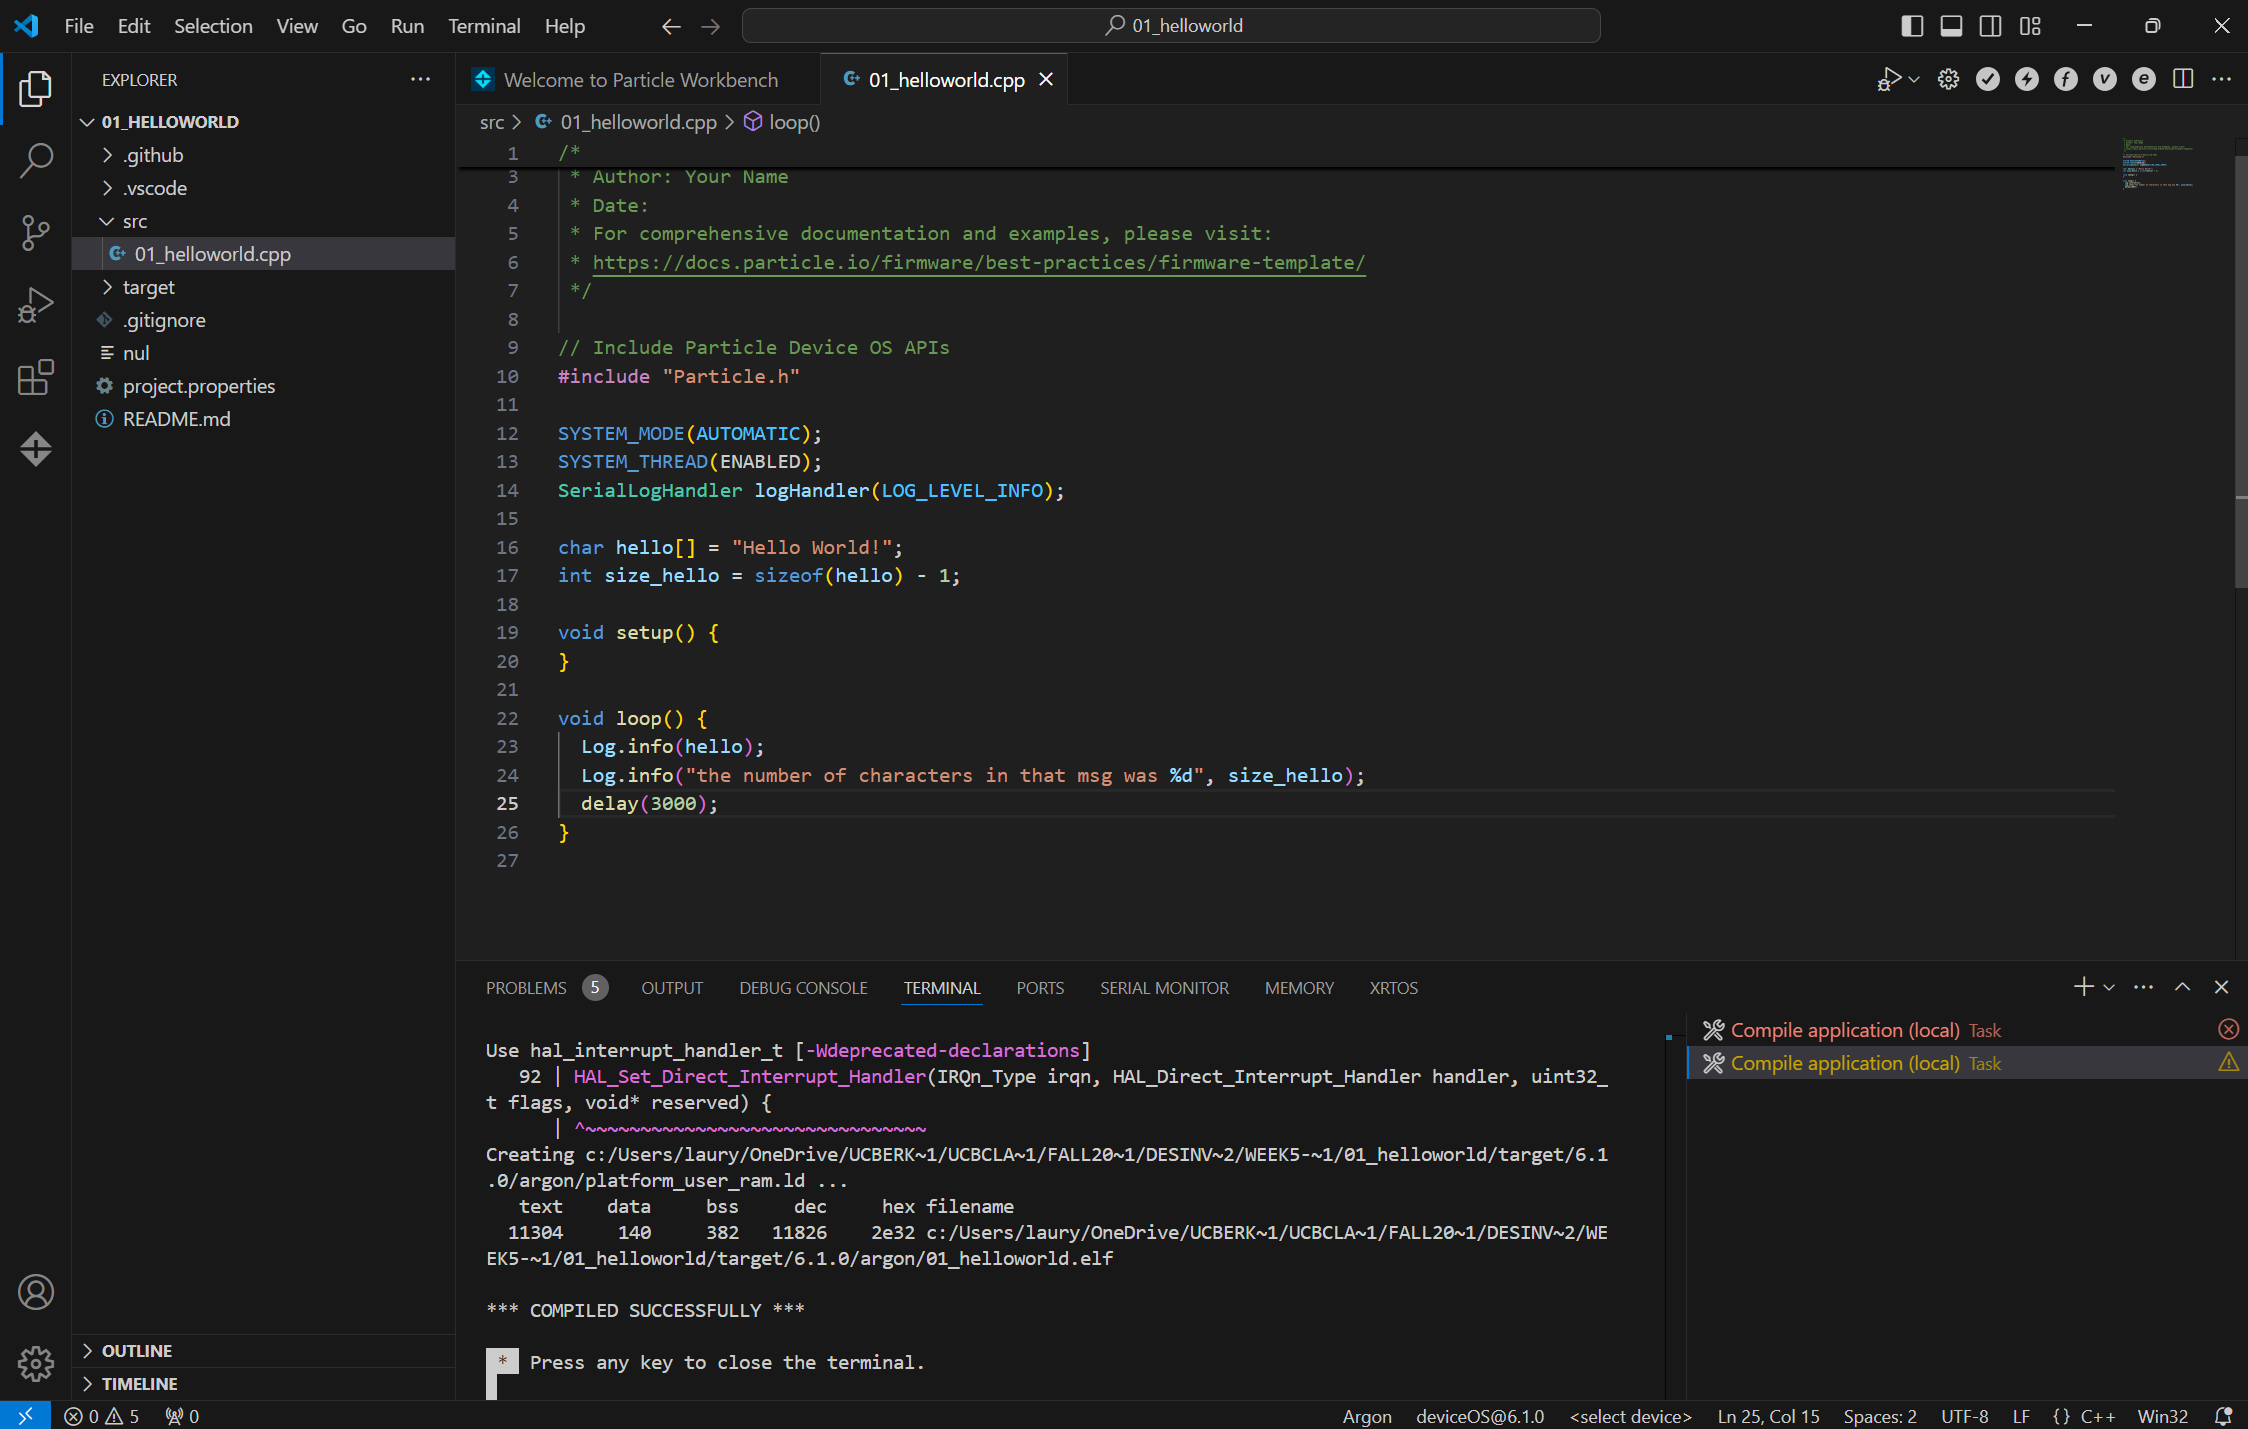 File Edit Selection View Go Run Terminal Help
01_helloworld
EXPLORER
01_HELLOWORLD
.github
.vscode
src
01_helloworld.cpp
target
.gitignore
nul
project.properties
README.md
OUTLINE
TIMELINE
Welcome to Particle Workbench
01_helloworld.cpp
src > 01_helloworld.cpp > loop()
1 /*
3 * Author: Your Name
4 * Date:
5 * For comprehensive documentation and examples, please visit:
6 * https://docs.particle.io/firmware/best-practices/firmware-template/
7 */
8
9 // Include Particle Device OS APIs
10 #include "Particle.h"
11
12 SYSTEM_MODE(AUTOMATIC);
13 SYSTEM_THREAD(ENABLED);
14 SerialLogHandler logHandler(LOG_LEVEL_INFO);
15
16 char hello[] = "Hello World!";
17 int size_hello = sizeof(hello) - 1;
18
19 void setup() {
20 }
21
22 void loop() {
23 Log.info(hello);
24 Log.info("the number of characters in that msg was %d", size_hello);
25 delay(3000);
26 }
27
PROBLEMS 5 OUTPUT DEBUG CONSOLE TERMINAL PORTS SERIAL MONITOR MEMORY XRTOS
Use hal_interrupt_handler_t [-Wdeprecated-declarations]
92 | HAL_Set_Direct_Interrupt_Handler(IRQn_Type irqn, HAL_Direct_Interrupt_Handler handler, uint32_
t flags, void* reserved) {
| ^~~~~~~~~~~~~~~~~~~~~~~~~~~~~~~~
Creating c:/Users/laury/OneDrive/UCBERK~1/UCBCLA~1/FALL20~1/DESINV~2/WEEK5-~1/01_helloworld/target/6.1
.0/argon/platform_user_ram.ld ...
text data bss dec hex filename
11304 140 382 11826 2e32 c:/Users/laury/OneDrive/UCBERK~1/UCBCLA~1/FALL20~1/DESINV~2/WE
EK5-~1/01_helloworld/target/6.1.0/argon/01_helloworld.elf
*** COMPILED SUCCESSFULLY ***
* Press any key to close the terminal.
Compile application (local) Task
Compile application (local) Task
0 5 0
Argon deviceOS@6.1.0 <select device> Ln 25, Col 15 Spaces: 2 UTF-8 LF {} C++ Win32